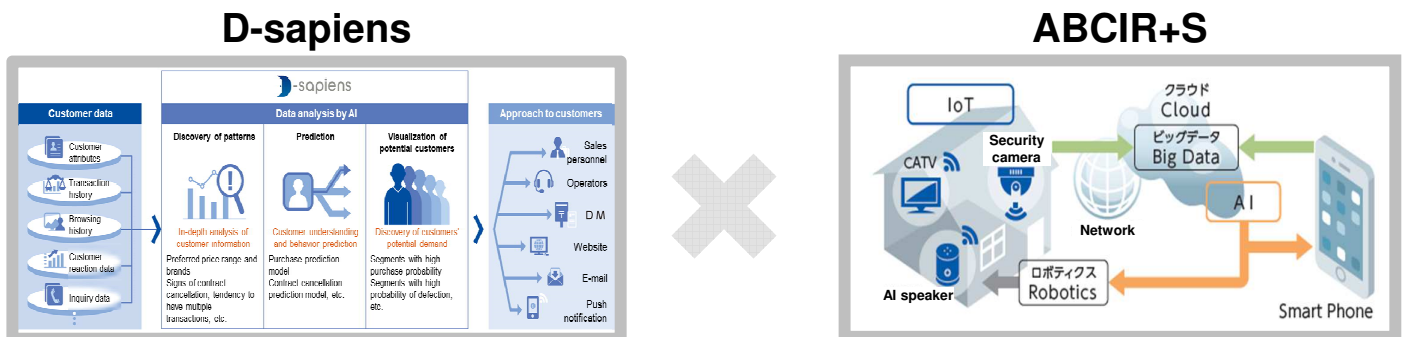 D-sapiens
D-sapiens
Customer data
Customer
attributes
Transaction
history
Browsing
history
Customer
reaction data
Inquiry data
Data analysis by AI
Discovery of patterns
In-depth analysis of
customer information
Preferred price range and
brands
Signs of contract
cancellation, tendency to
have multiple
transactions, etc.
Prediction
Customer understanding
and behavior prediction
Purchase prediction
model
Contract cancellation
prediction model, etc.
Visualization of
potential customers
Discovery of customers'
potential demand
Segments with high
purchase probability
Segments with high
probability of defection,
etc.
Approach to customers
Sales
personnel
Operators
D M
Website
E-mail
Push
notification
ABCIR+S
IoT
CATV
Security
camera
AI speaker
クラウド
Cloud
ビッグデータ
Big Data
Network
AI
ロボティクス
Robotics
Smart Phone